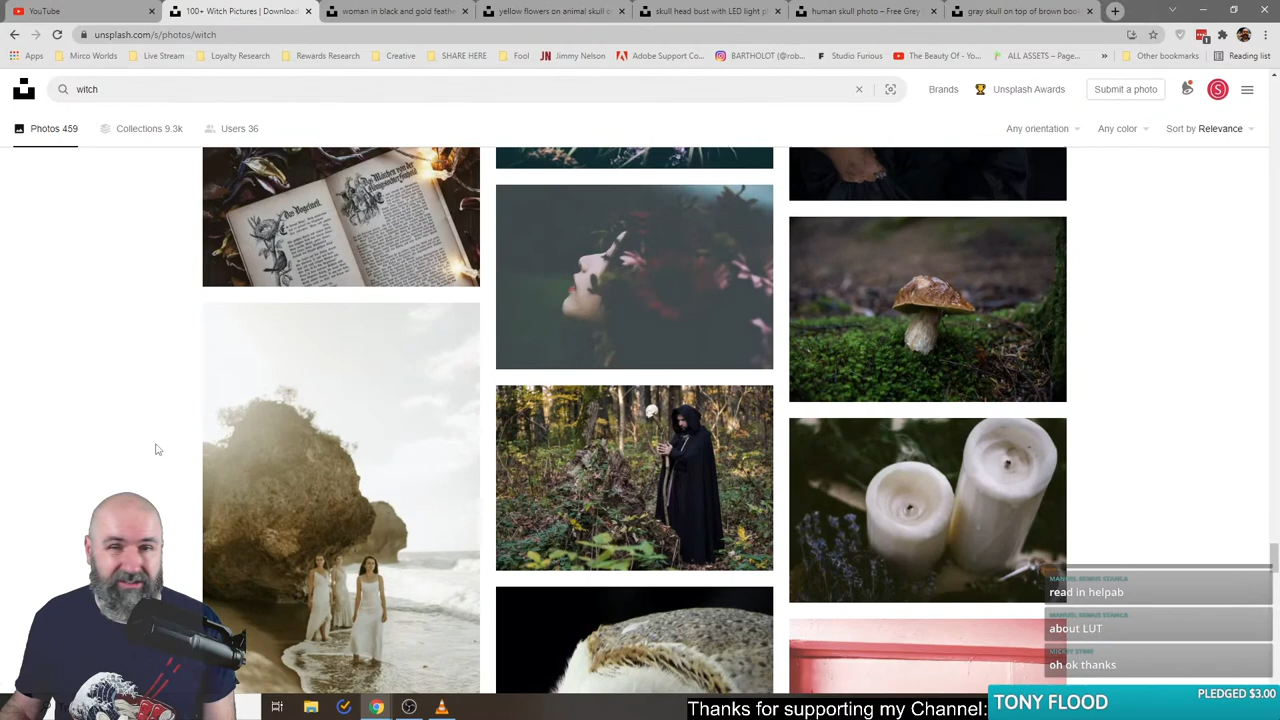 YouTube
100+ Witch Pictures | Download
woman in black and gold feathe
yellow flowers on animal skull o
skull head bust with LED light p
human skull photo – Free Grey
gray skull on top of brown book
unsplash.com/s/photos/witch
Apps
Mirco Worlds
Live Stream
Loyalty Research
Rewards Research
Creative
SHARE HERE
Fool
JN Jimmy Nelson
Adobe Support Co...
BARTHOLOT (@rob...
Studio Furious
The Beauty Of - Yo...
ALL ASSETS – Page...
Other bookmarks
Reading list
witch
Brands
Unsplash Awards
Submit a photo
S
Photos 459
Collections 9.3k
Users 36
Any orientation
Any color
Sort by Relevance
Das Vogelnest.
read in helpab
about LUT
oh ok thanks
Thanks for supporting my Channel:
TONY FLOOD
PLEDGED $3.00